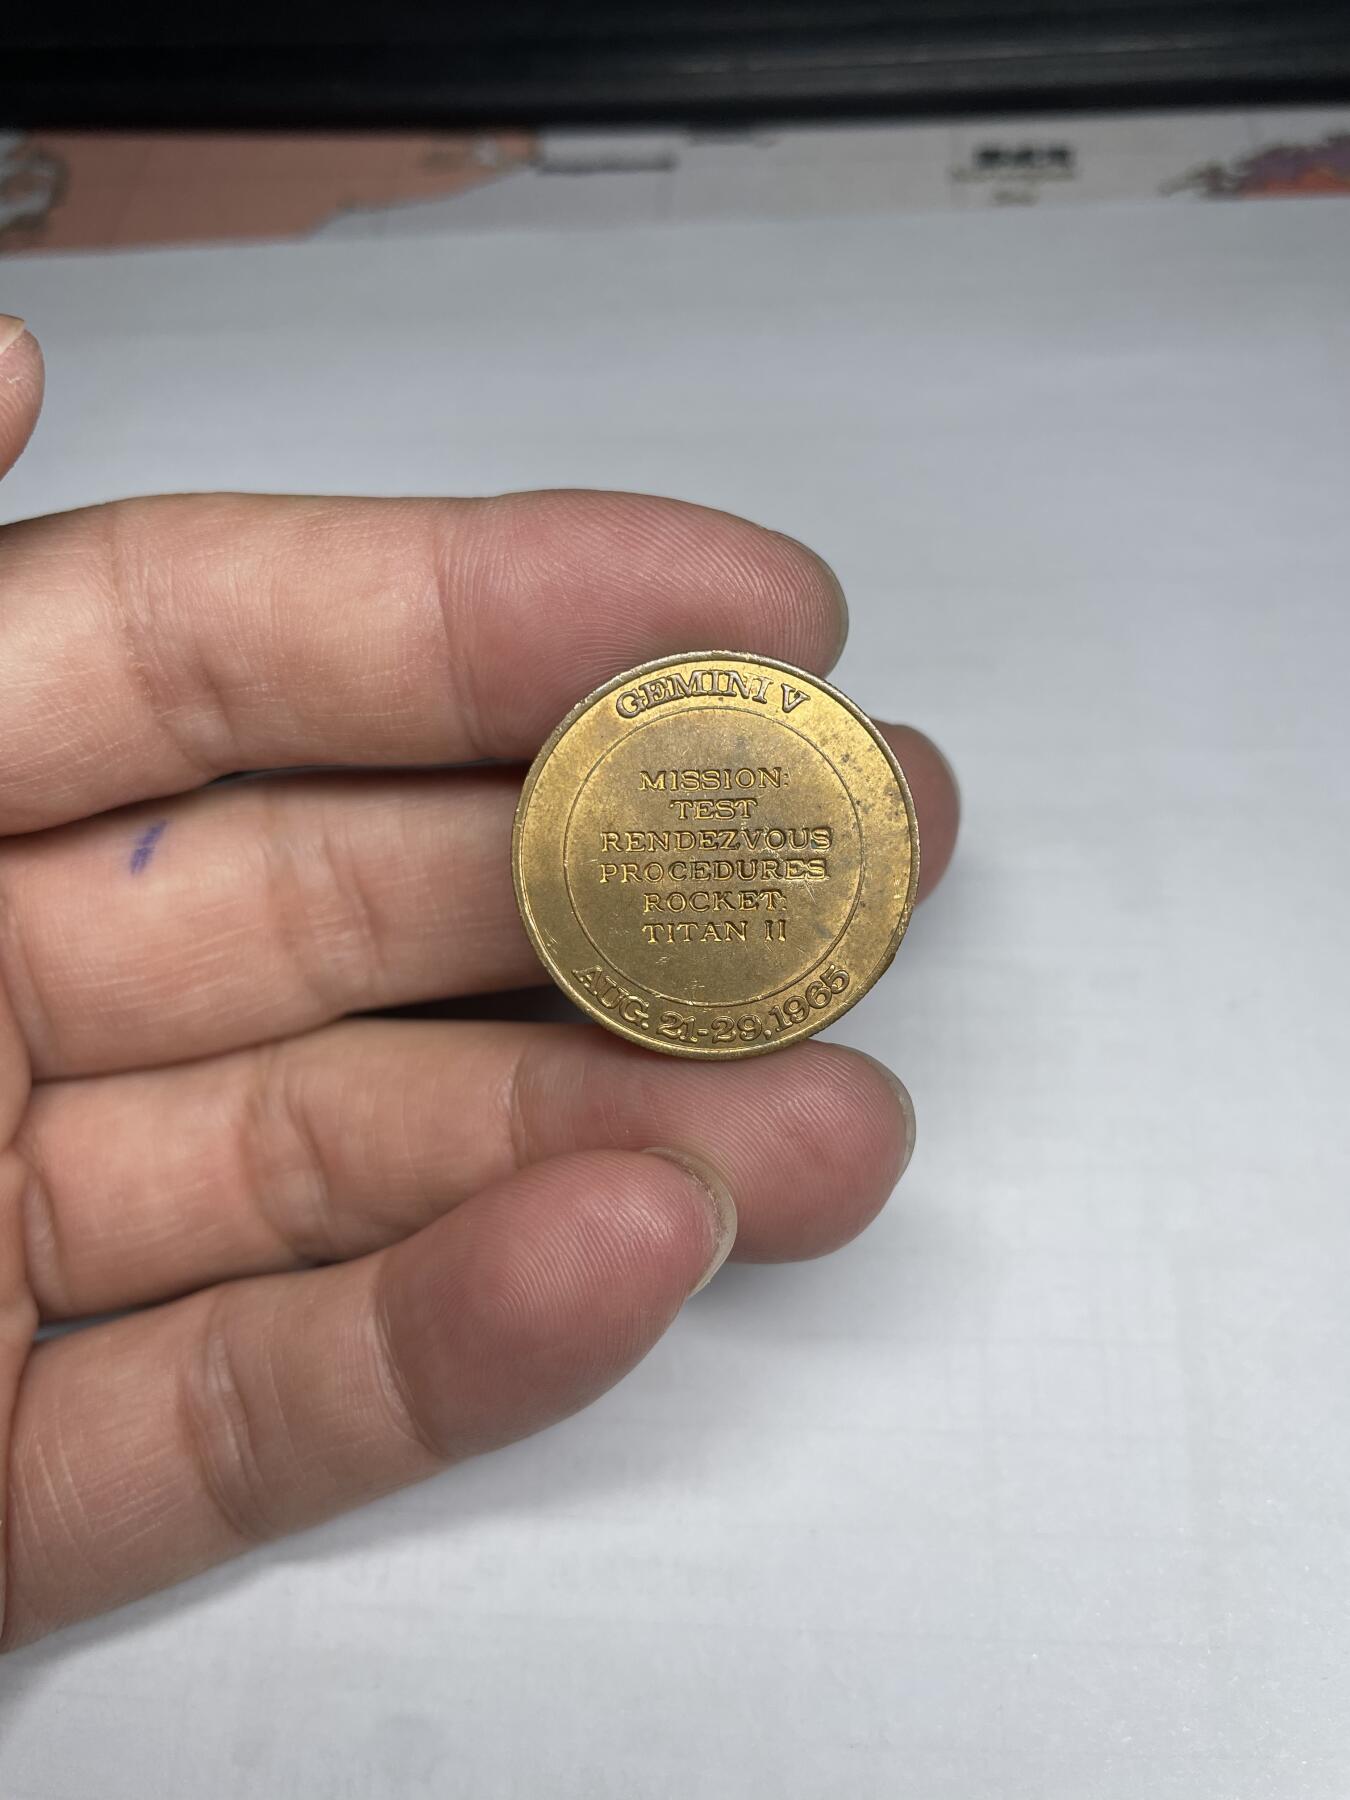 GEMINI V
MISSION:
TEST
RENDEZVOUS
PROCEDURES
ROCKET:
TITAN II
AUG. 21-29, 1965